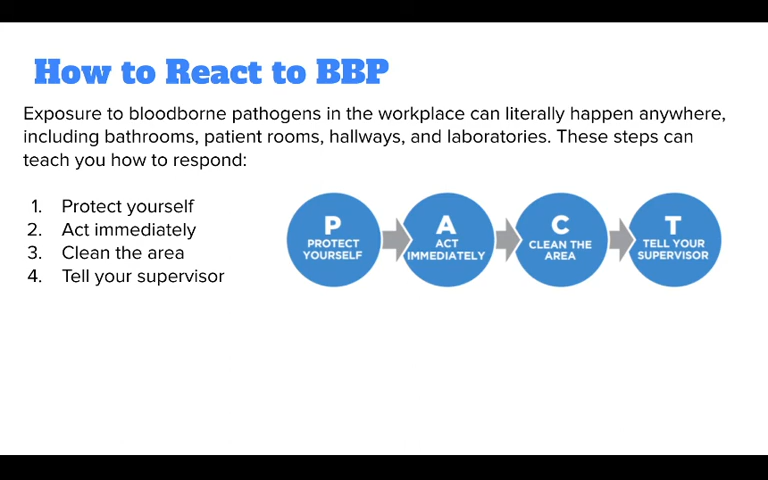 How to React to BBP
Exposure to bloodborne pathogens in the workplace can literally happen anywhere,
including bathrooms, patient rooms, hallways, and laboratories. These steps can
teach you how to respond:
1. Protect yourself
2. Act immediately
3. Clean the area
4. Tell your supervisor
P
PROTECT
YOURSELF
A
ACT
IMMEDIATELY
C
CLEAN THE
AREA
T
TELL YOUR
SUPERVISOR